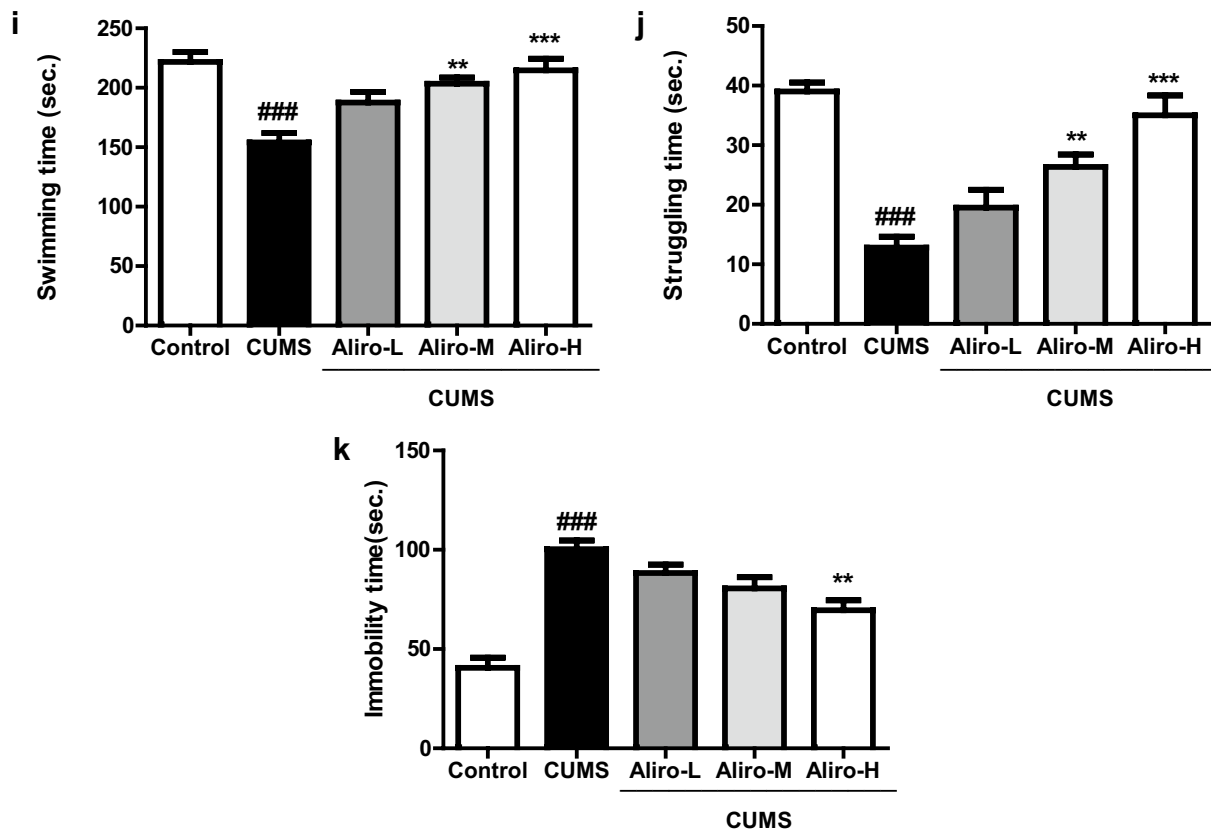 i
Swimming time (sec.)
250
200
150
100
50
0
###
**
***
Control CUMS Aliro-L Aliro-M Aliro-H
CUMS
j
Struggling time (sec.)
50
40
30
20
10
0
###
**
***
Control CUMS Aliro-L Aliro-M Aliro-H
CUMS
k
Immobility time(sec.)
150
100
50
0
###
**
Control CUMS Aliro-L Aliro-M Aliro-H
CUMS